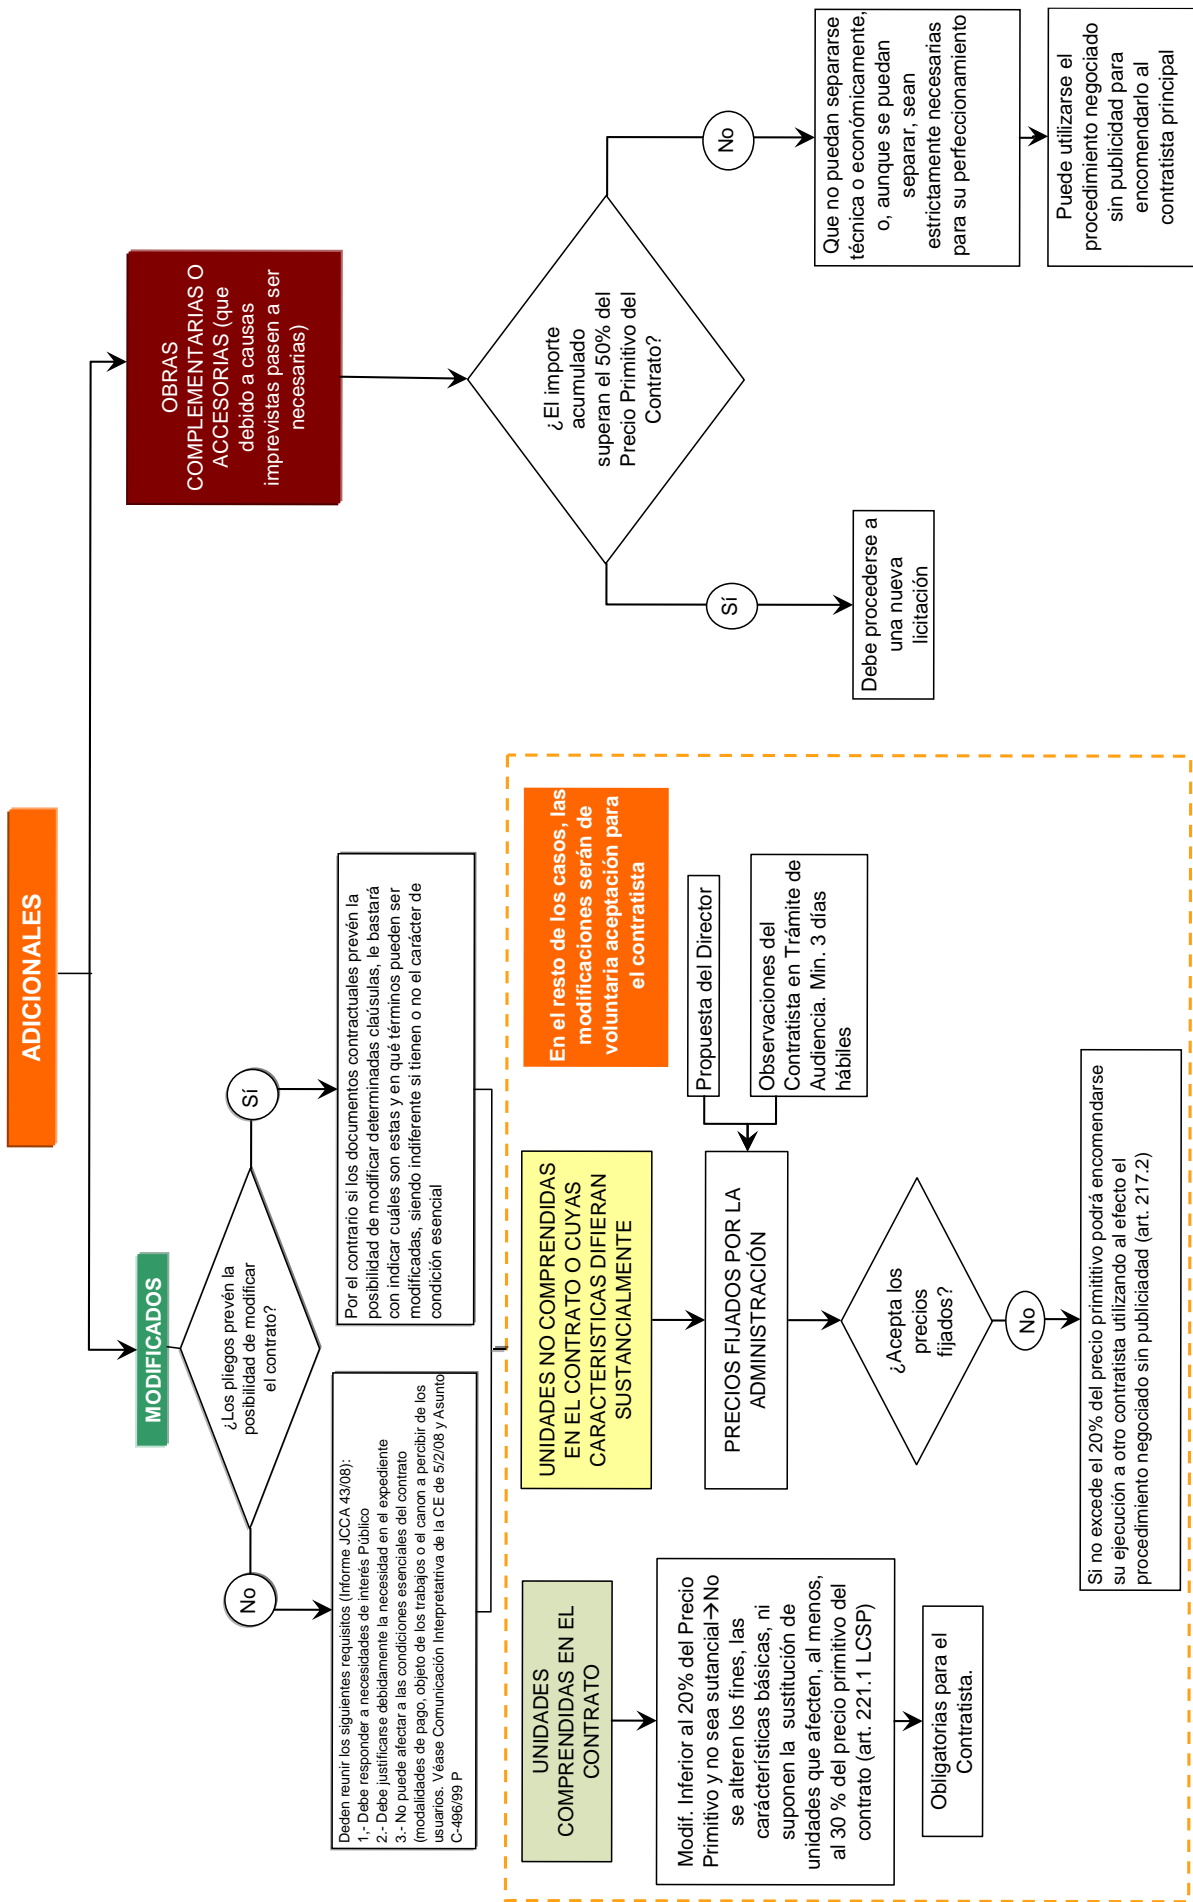 ADICIONALES
MODIFICADOS
¿Los pliegos prevén la
posibilidad de modificar
el contrato?
No
Sí
Deden reunir los siguientes requisitos (Informe JCCA 43/08):
1,- Debe responder a necesidades de interés Público
2.- Debe justificarse debidamente la necesidad en el expediente
3.- No puede afectar a las condiciones esenciales del contrato
(modalidades de pago, objeto de los trabajos o el canon a percibir de los
usuarios. Véase Comunicación Interpretatriva de la CE de 5/2/08 y Asunto
C-496/99 P
Por el contrario si los documentos contractuales prevén la
posibilidad de modificar determinadas claúsulas, le bastará
con indicar cuáles son estas y en qué términos pueden ser
modificadas, siendo indiferente si tienen o no el carácter de
condición esencial
UNIDADES
COMPRENDIDAS EN EL
CONTRATO
Modif. Inferior al 20% del Precio
Primitivo y no sea sutancial→No
se alteren los fines, las
carácterísticas básicas, ni
suponen la sustitución de
unidades que afecten, al menos,
al 30 % del precio primitivo del
contrato (art. 221.1 LCSP)
Obligatorias para el
Contratista.
UNIDADES NO COMPRENDIDAS
EN EL CONTRATO O CUYAS
CARACTERISTICAS DIFIERAN
SUSTANCIALMENTE
PRECIOS FIJADOS POR LA
ADMINISTRACIÓN
¿Acepta los
precios
fijados?
No
Si no excede el 20% del precio primititivo podrá encomendarse
su ejecución a otro contratista utilizando al efecto el
procedimiento negociado sin publiciadad (art. 217.2)
En el resto de los casos, las
modificaciones serán de
voluntaria aceptación para
el contratista
Propuesta del Director
Observaciones del
Contratista en Trámite de
Audiencia. Min. 3 días
hábiles
OBRAS
COMPLEMENTARIAS O
ACCESORIAS (que
debido a causas
imprevistas pasen a ser
necesarias)
¿El importe
acumulado
superan el 50% del
Precio Primitivo del
Contrato?
Sí
No
Debe procederse a
una nueva
licitación
Que no puedan separarse
técnica o económicamente,
o, aunque se puedan
separar, sean
estrictamente necesarias
para su perfeccionamiento
Puede utilizarse el
procedimiento negociado
sin publicidad para
encomendarlo al
contratista principal